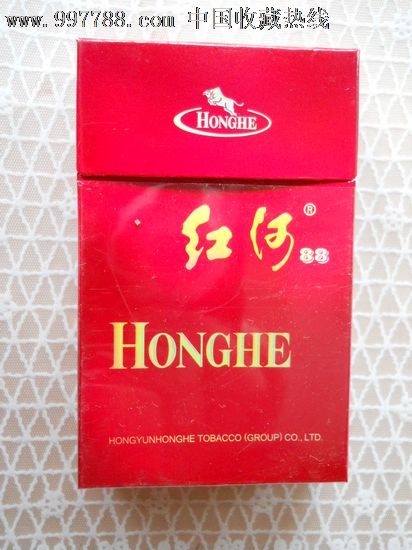 www.997788.com 中国收藏热线
HONGHE
红河® 88
HONGHE
HONGYUNHONGHE TOBACCO (GROUP) CO., LTD.